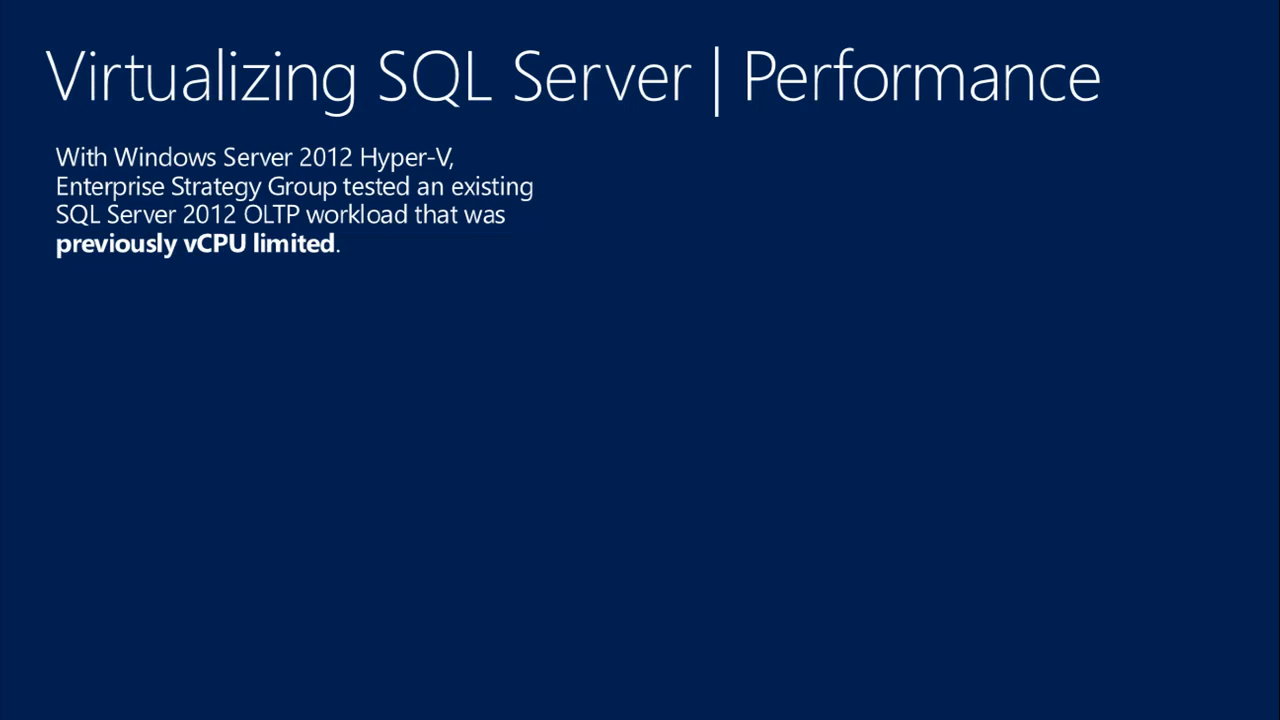 Virtualizing SQL Server | Performance
With Windows Server 2012 Hyper-V,
Enterprise Strategy Group tested an existing
SQL Server 2012 OLTP workload that was
previously vCPU limited.